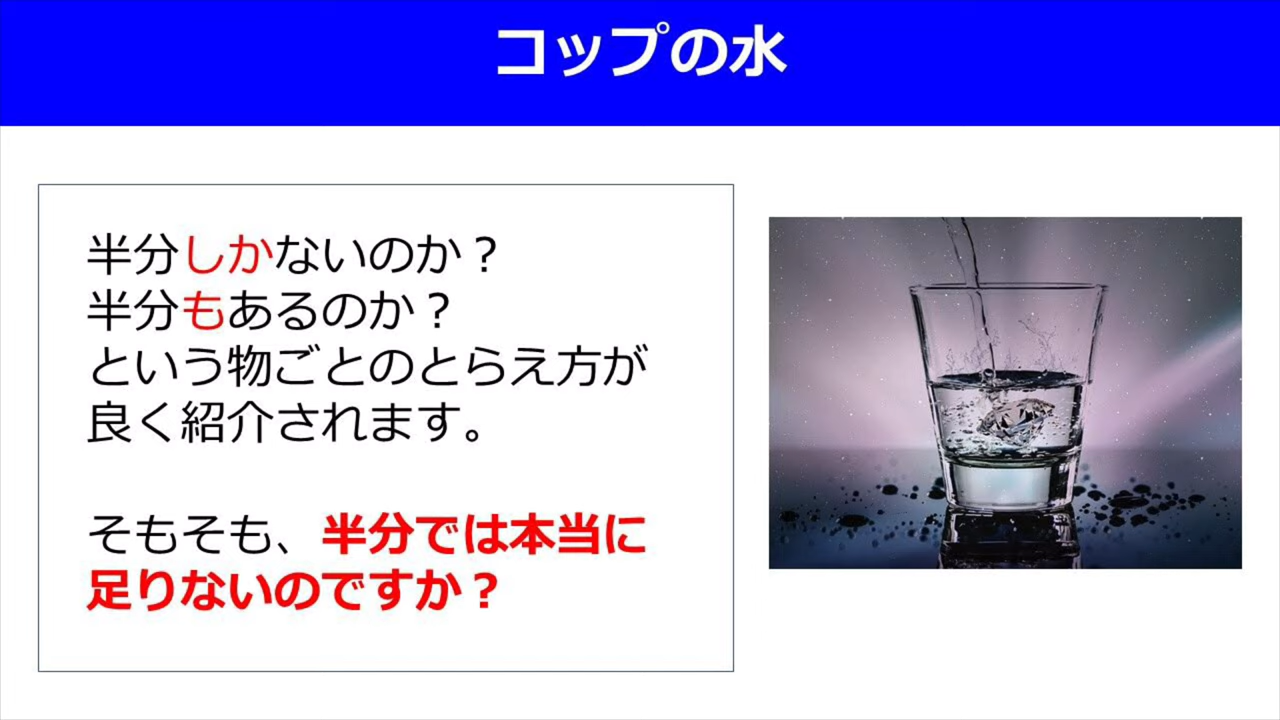 コップの水
半分しかないのか？
半分もあるのか？
という物ごとのとらえ方が
良く紹介されます。
そもそも、半分では本当に
足りないのですか？